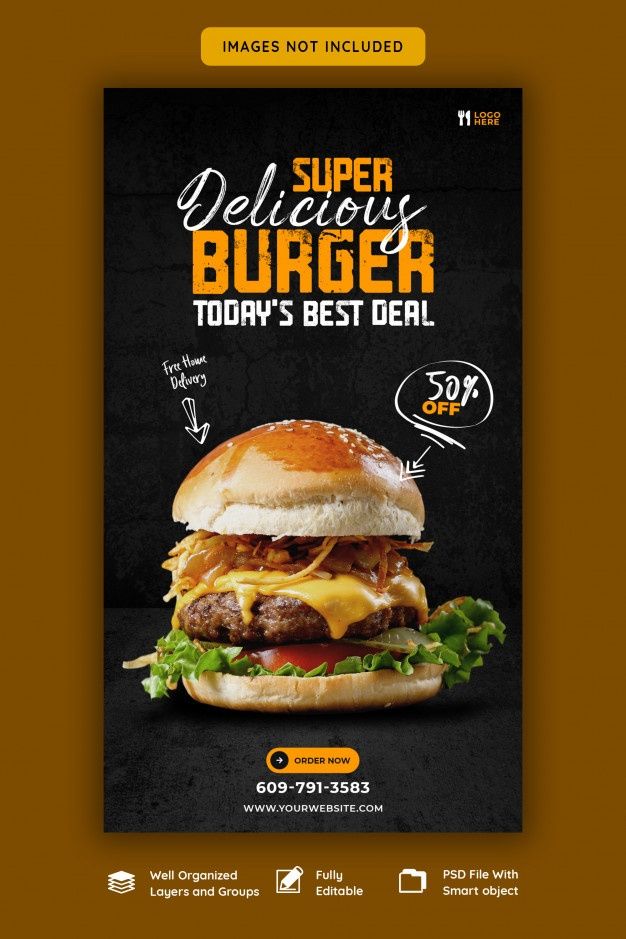 IMAGES NOT INCLUDED
LOGO
HERE
SUPER
Delicious
BURGER
TODAY'S BEST DEAL
Free Home
Delivery
50%
OFF
ORDER NOW
609-791-3583
WWW.YOURWEBSITE.COM
Well Organized
Layers and Groups
Fully
Editable
PSD File With
Smart object